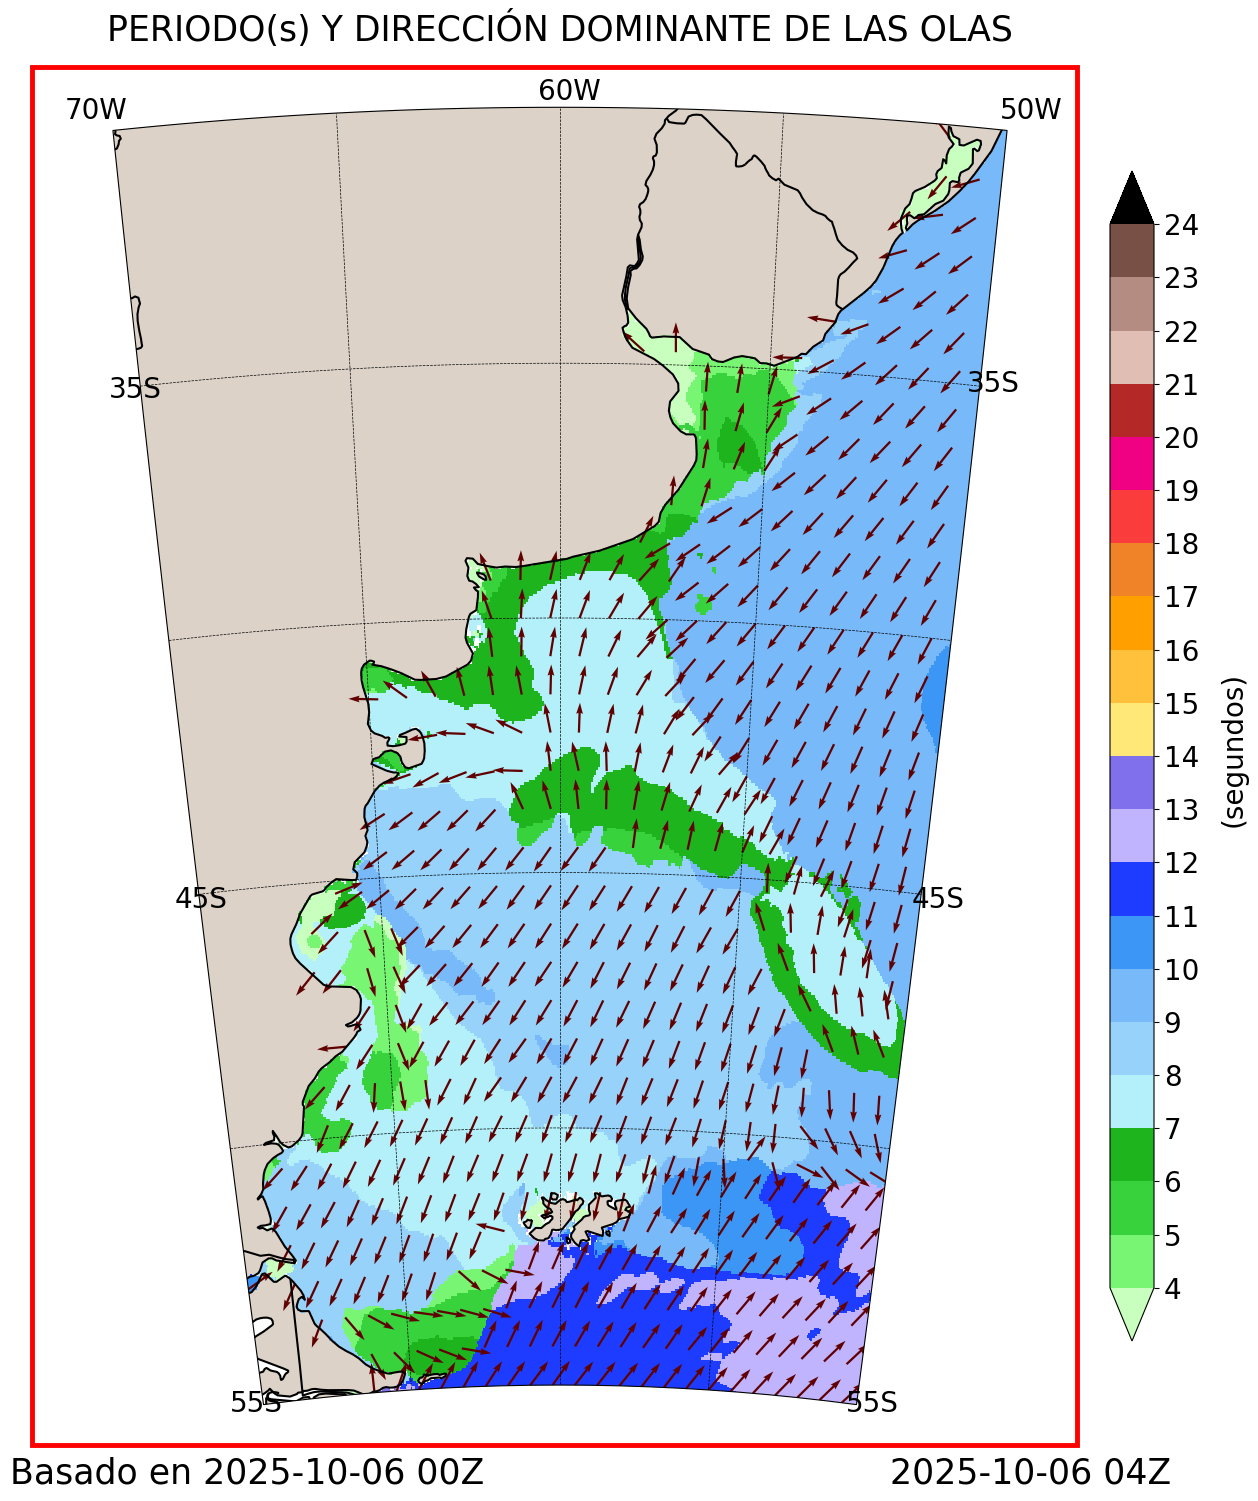 PERIODO(s) Y DIRECCIÓN DOMINANTE DE LAS OLAS
70W
60W
50W
35S
35S
45S
45S
55S
55S
24
23
22
21
20
19
18
17
16
15
14
13
12
11
10
9
8
7
6
5
4
(segundos)
Basado en 2025-10-06 00Z
2025-10-06 04Z